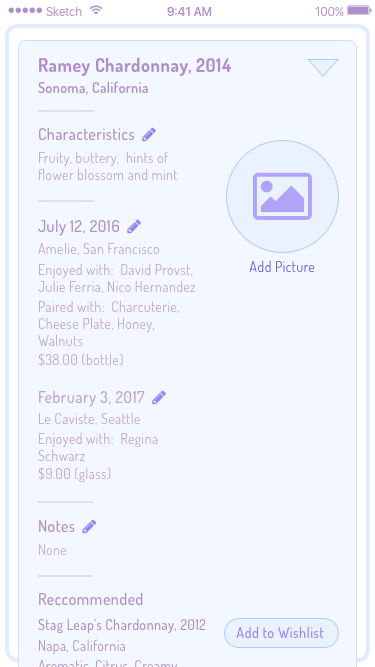 Sketch 9:41 AM 100%
Ramey Chardonnay, 2014
Sonoma, California
Characteristics
Fruity, buttery, hints of
flower blossom and mint
Add Picture
July 12, 2016
Amelie, San Francisco
Enjoyed with: David Provst,
Julie Ferria, Nico Hernandez
Paired with: Charcuterie,
Cheese Plate, Honey,
Walnuts
$38.00 (bottle)
February 3, 2017
Le Caviste, Seattle
Enjoyed with: Regina
Schwarz
$9.00 (glass)
Notes
None
Reccommended
Stag Leap's Chardonnay, 2012
Napa, California
Add to Wishlist
Aromatic, Citrus, Creamy